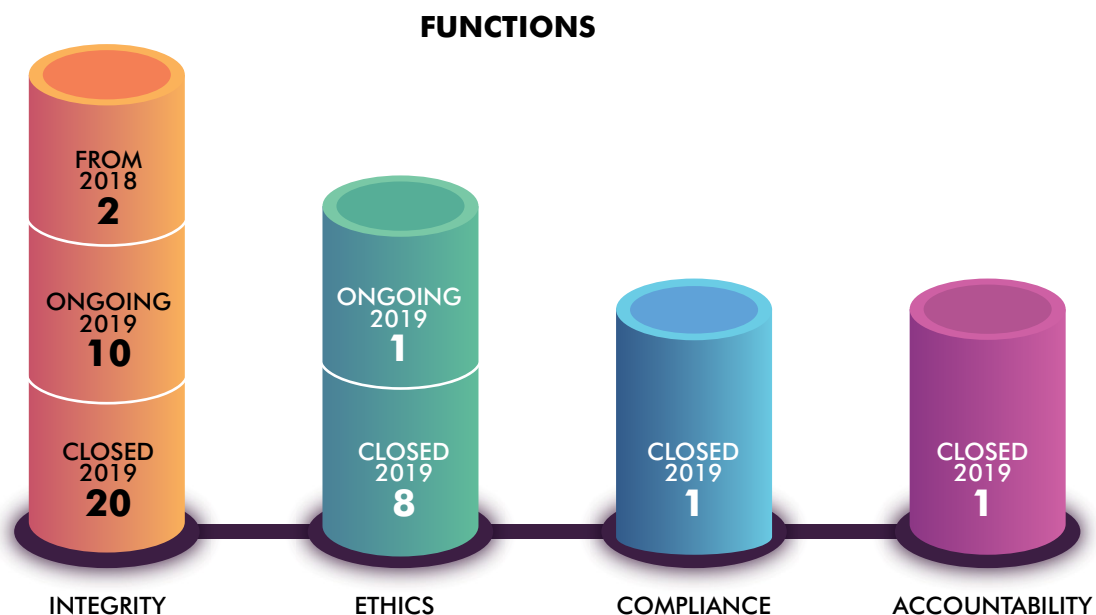 FUNCTIONS
FROM
2018
2
ONGOING
2019
10
CLOSED
2019
20
INTEGRITY
ONGOING
2019
1
CLOSED
2019
8
ETHICS
CLOSED
2019
1
COMPLIANCE
CLOSED
2019
1
ACCOUNTABILITY